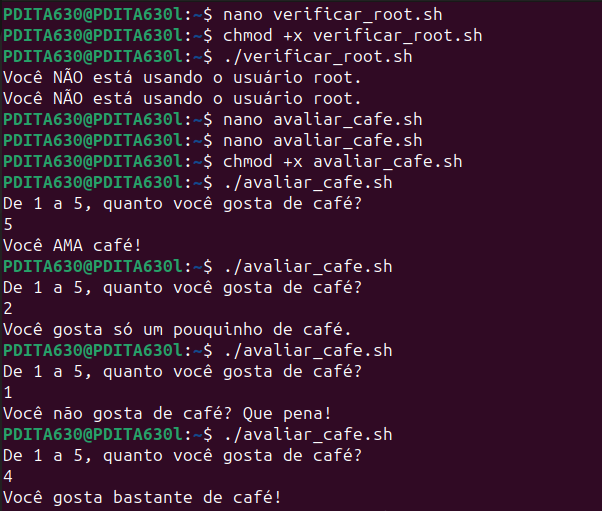 PDITA630@PDITA630l:~$ nano verificar_root.sh
PDITA630@PDITA630l:~$ chmod +x verificar_root.sh
PDITA630@PDITA630l:~$ ./verificar_root.sh
Você NÃO está usando o usuário root.
Você NÃO está usando o usuário root.
PDITA630@PDITA630l:~$ nano avaliar_cafe.sh
PDITA630@PDITA630l:~$ nano avaliar_cafe.sh
PDITA630@PDITA630l:~$ chmod +x avaliar_cafe.sh
PDITA630@PDITA630l:~$ ./avaliar_cafe.sh
De 1 a 5, quanto você gosta de café?
5
Você AMA café!
PDITA630@PDITA630l:~$ ./avaliar_cafe.sh
De 1 a 5, quanto você gosta de café?
2
Você gosta só um pouquinho de café.
PDITA630@PDITA630l:~$ ./avaliar_cafe.sh
De 1 a 5, quanto você gosta de café?
1
Você não gosta de café? Que pena!
PDITA630@PDITA630l:~$ ./avaliar_cafe.sh
De 1 a 5, quanto você gosta de café?
4
Você gosta bastante de café!